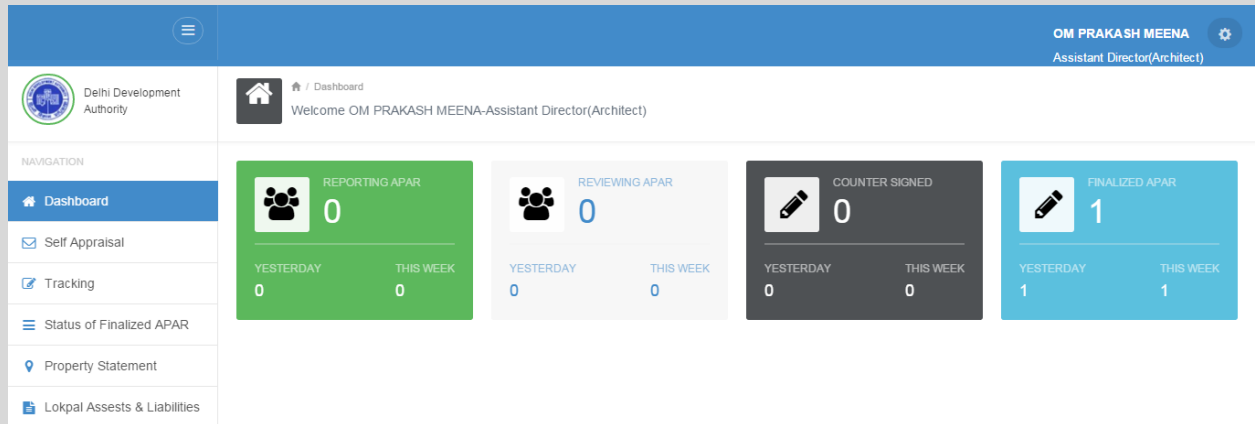 OM PRAKASH MEENA
Assistant Director(Architect)
Delhi Development
Authority
/ Dashboard
Welcome OM PRAKASH MEENA-Assistant Director(Architect)
NAVIGATION
Dashboard
Self Appraisal
Tracking
Status of Finalized APAR
Property Statement
Lokpal Assests & Liabilities
REPORTING APAR
0
YESTERDAY THIS WEEK
0 0
REVIEWING APAR
0
YESTERDAY THIS WEEK
0 0
COUNTER SIGNED
0
YESTERDAY THIS WEEK
0 0
FINALIZED APAR
1
YESTERDAY THIS WEEK
1 1